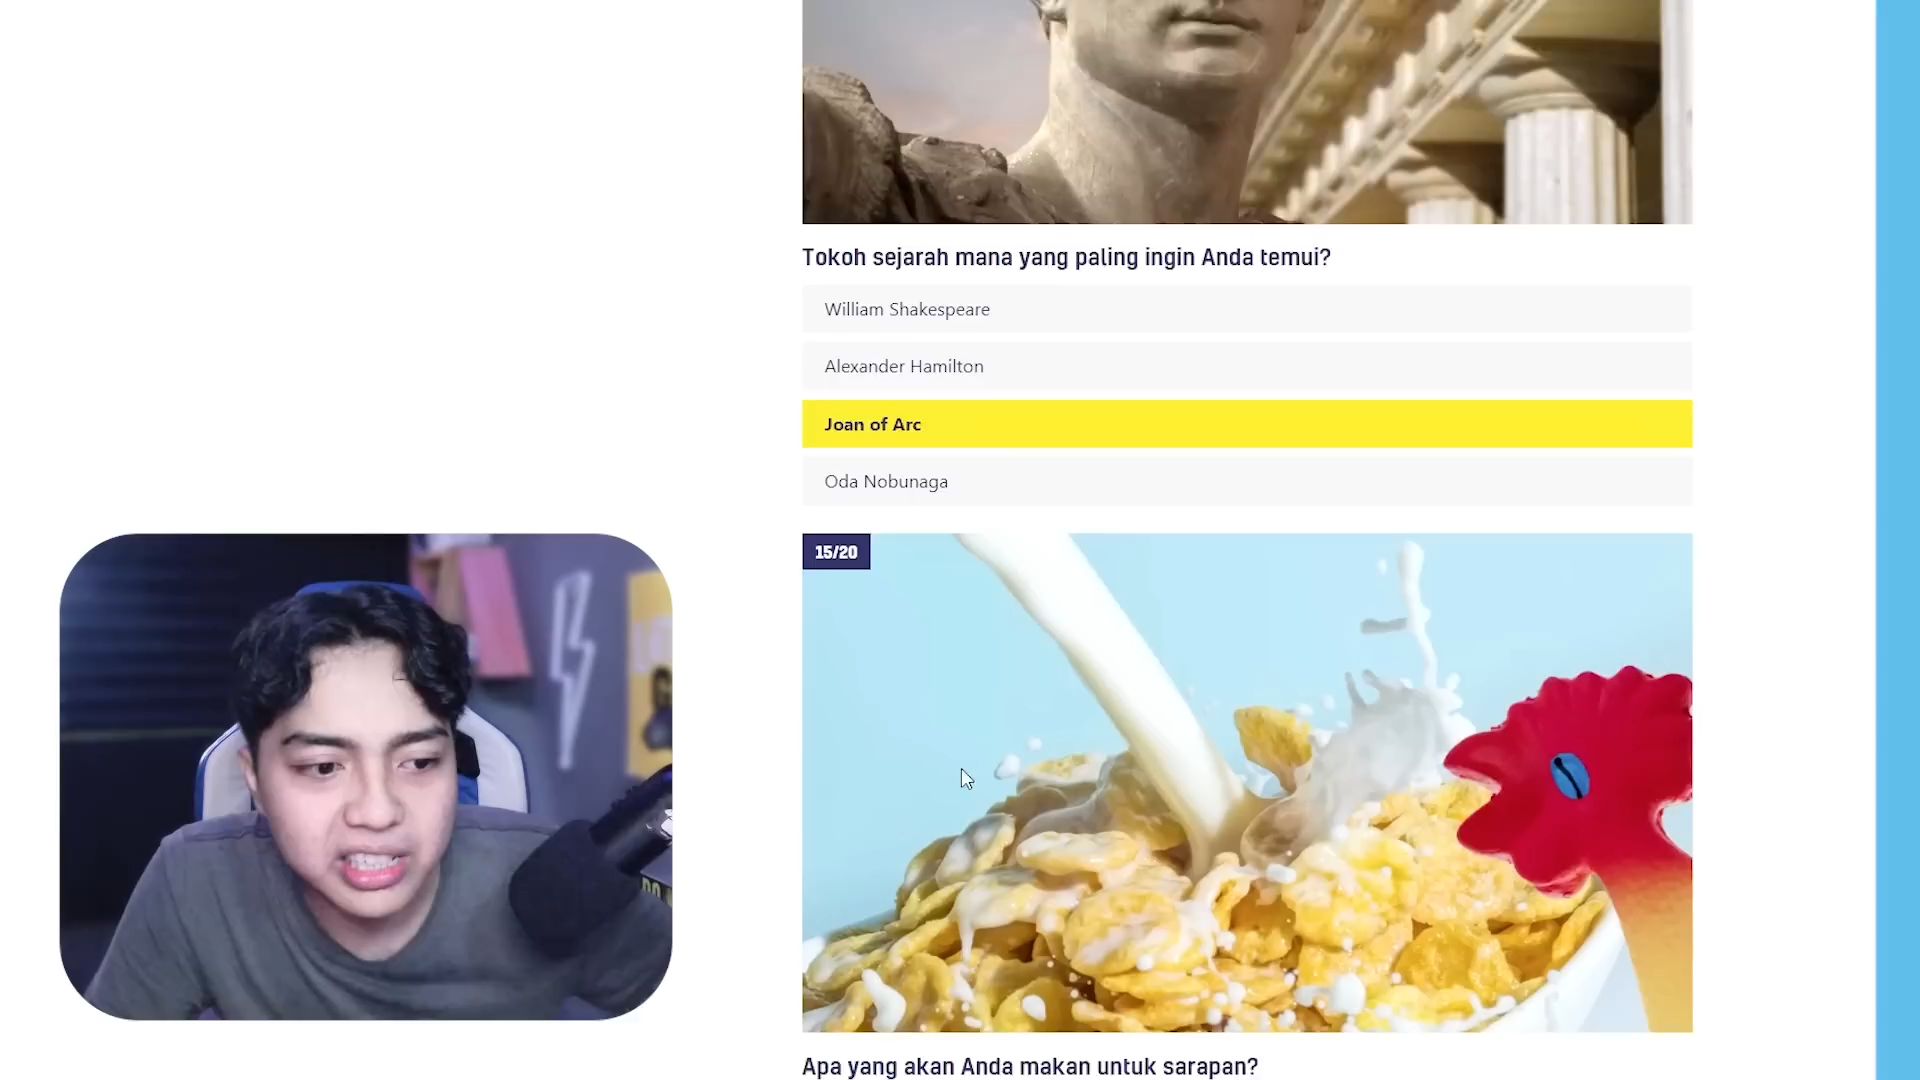 Tokoh sejarah mana yang paling ingin Anda temui?
William Shakespeare
Alexander Hamilton
Joan of Arc
Oda Nobunaga
15/20
Apa yang akan Anda makan untuk sarapan?